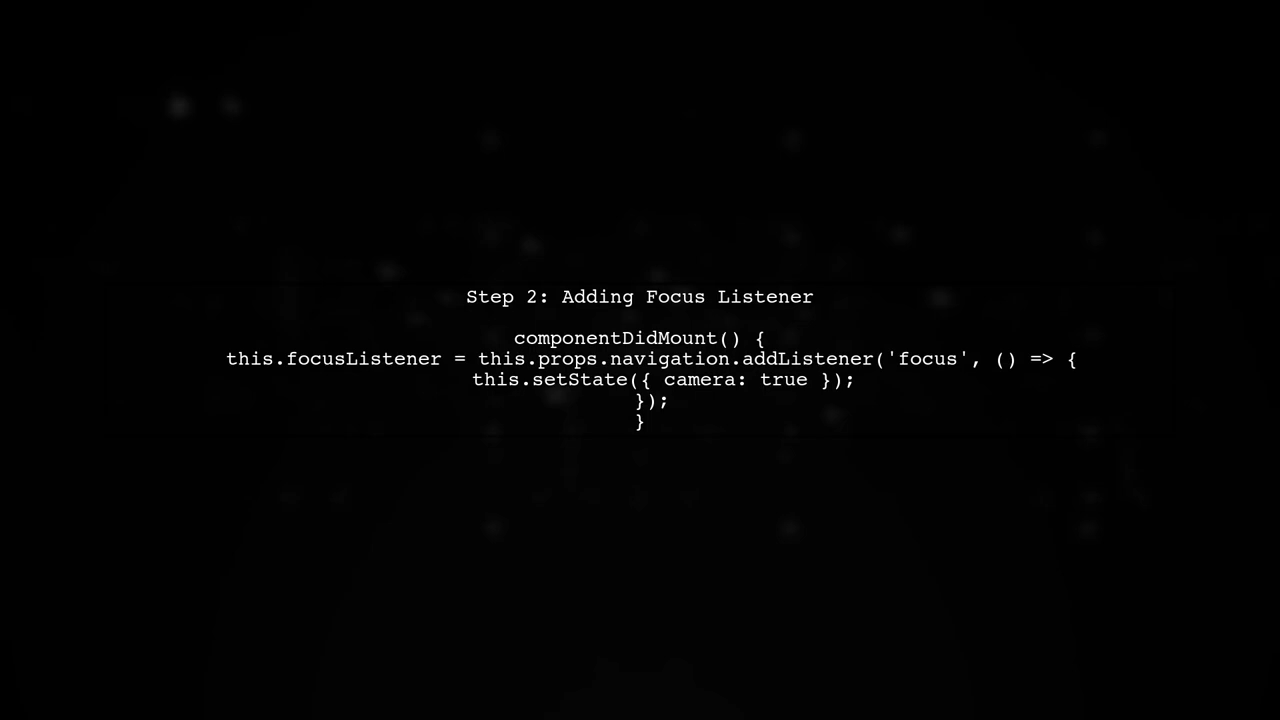 Step 2: Adding Focus Listener
componentDidMount() {
this.focusListener = this.props.navigation.addListener('focus', () => {
this.setState({ camera: true });
});
}